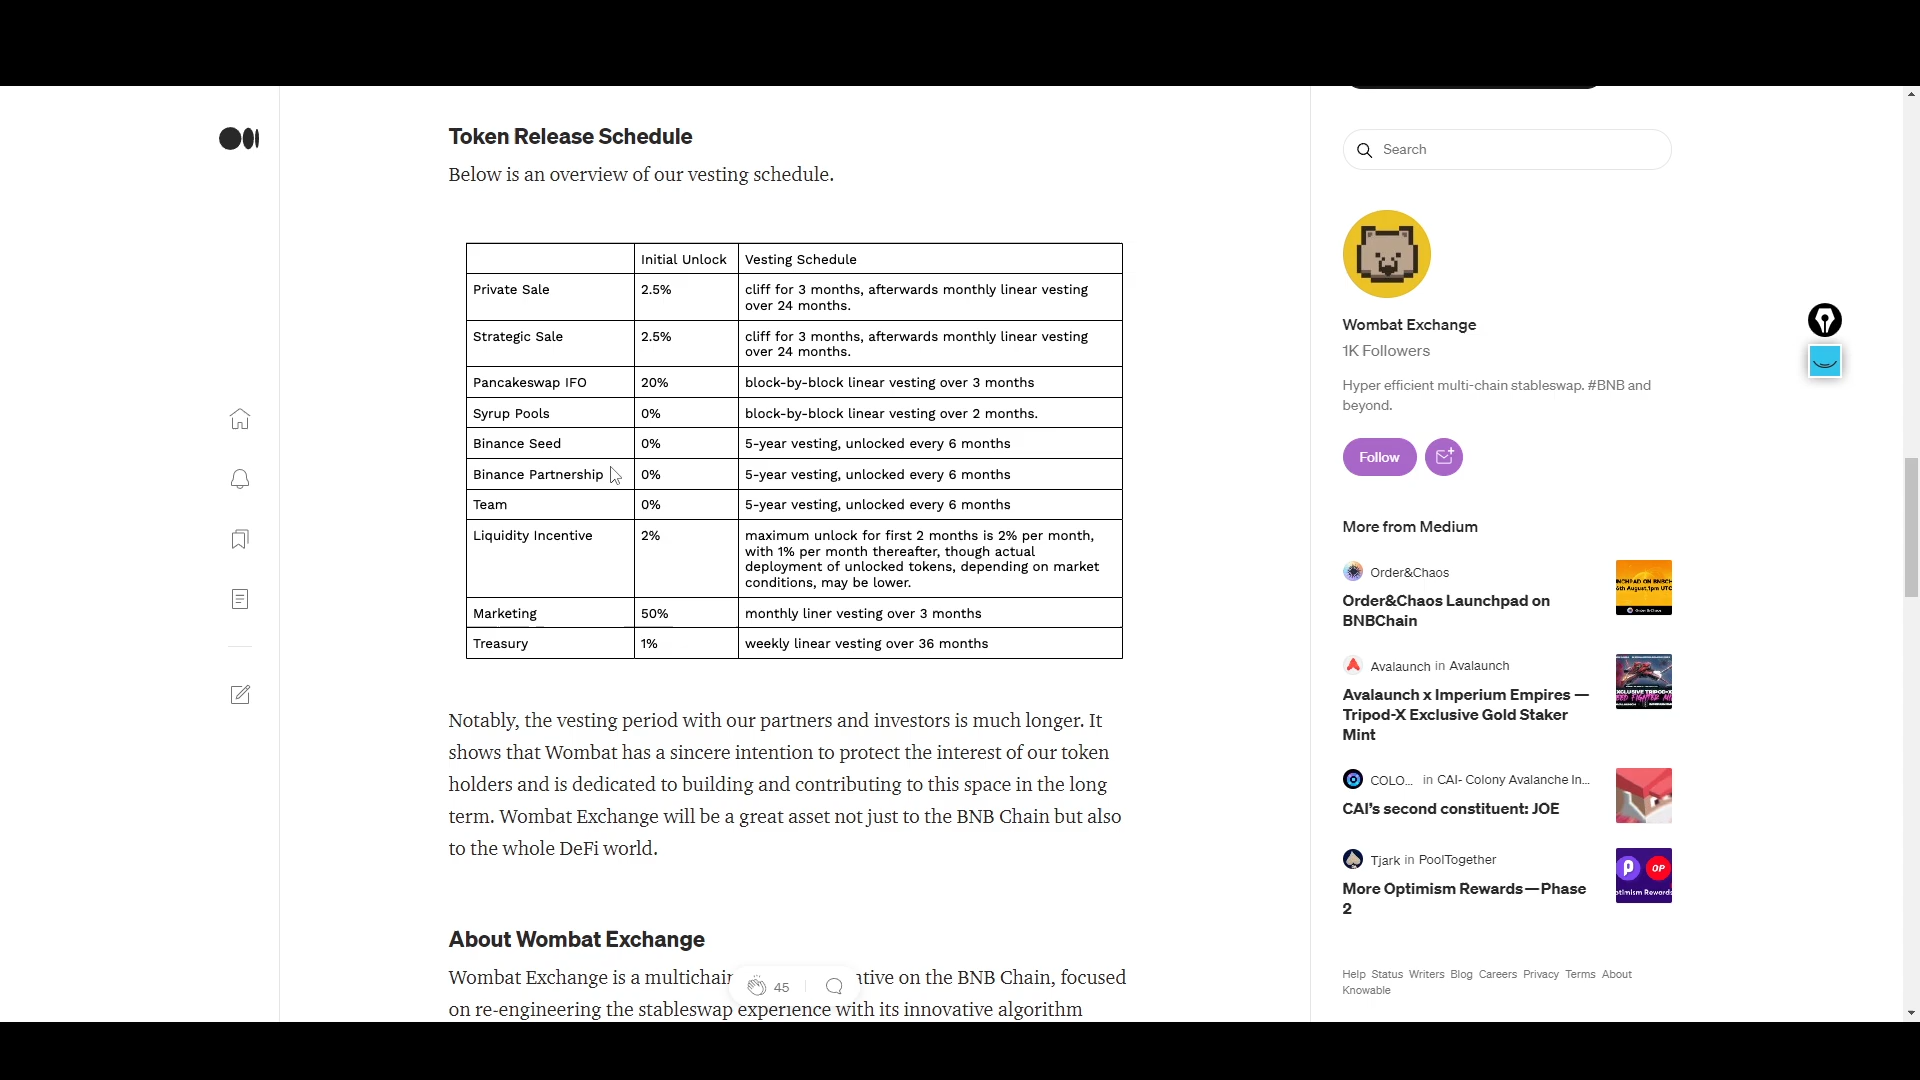 Token Release Schedule
Below is an overview of our vesting schedule.
Initial Unlock Vesting Schedule
Private Sale 2.5% cliff for 3 months, afterwards monthly linear vesting
over 24 months.
Strategic Sale 2.5% cliff for 3 months, afterwards monthly linear vesting
over 24 months.
Pancakeswap IFO 20% block-by-block linear vesting over 3 months
Syrup Pools 0% block-by-block linear vesting over 2 months.
Binance Seed 0% 5-year vesting, unlocked every 6 months
Binance Partnership 0% 5-year vesting, unlocked every 6 months
Team 0% 5-year vesting, unlocked every 6 months
Liquidity Incentive 2% maximum unlock for first 2 months is 2% per month,
with 1% per month thereafter, though actual
deployment of unlocked tokens, depending on market
conditions, may be lower.
Marketing 50% monthly liner vesting over 3 months
Treasury 1% weekly linear vesting over 36 months
Notably, the vesting period with our partners and investors is much longer. It
shows that Wombat has a sincere intention to protect the interest of our token
holders and is dedicated to building and contributing to this space in the long
term. Wombat Exchange will be a great asset not just to the BNB Chain but also
to the whole DeFi world.
About Wombat Exchange
Wombat Exchange is a multichain on the BNB Chain, focused
on re-engineering the stableswap experience with its innovative algorithm
45
Search
Wombat Exchange
1K Followers
Hyper efficient multi-chain stableswap. #BNB and
beyond.
Follow
More from Medium
Order&Chaos
Order&Chaos Launchpad on
BNBChain
Avalaunch in Avalaunch
Avalaunch x Imperium Empires —
Tripod-X Exclusive Gold Staker
Mint
COLO... in CAI- Colony Avalanche In...
CAI's second constituent: JOE
Tjark in PoolTogether
More Optimism Rewards — Phase
2
OP
Help Status Writers Blog Careers Privacy Terms About
Knowable